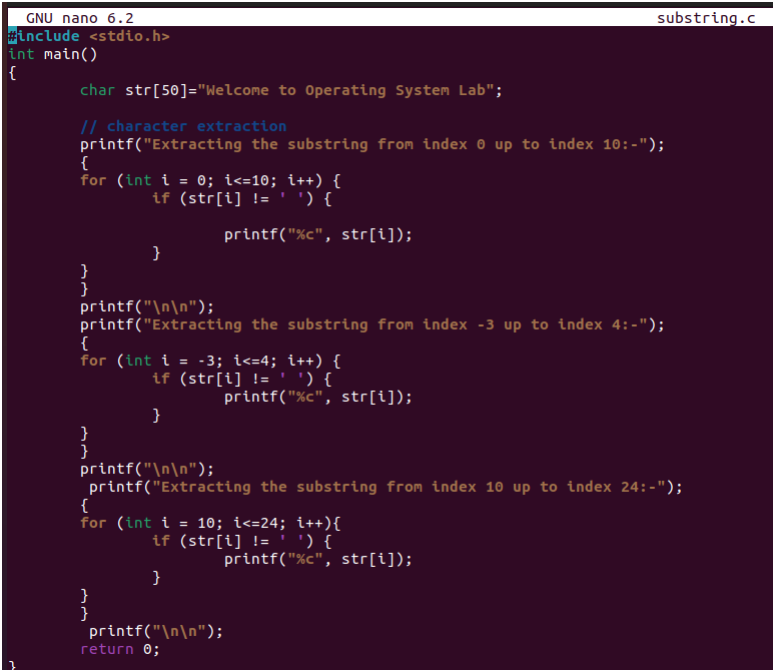 GNU nano 6.2 substring.c
#include <stdio.h>
int main()
{
        char str[50]="Welcome to Operating System Lab";

        // character extraction
        printf("Extracting the substring from index 0 up to index 10:-");
        {
        for (int i = 0; i<=10; i++) {
                if (str[i] != ' ') {

                        printf("%c", str[i]);
                }
        }
        }
        printf("\n\n");
        printf("Extracting the substring from index -3 up to index 4:-");
        {
        for (int i = -3; i<=4; i++) {
                if (str[i] != ' ') {
                        printf("%c", str[i]);
                }
        }
        }
        printf("\n\n");
         printf("Extracting the substring from index 10 up to index 24:-");
        {
        for (int i = 10; i<=24; i++){
                if (str[i] != ' ') {
                        printf("%c", str[i]);
                }
        }
        }
         printf("\n\n");
        return 0;
}